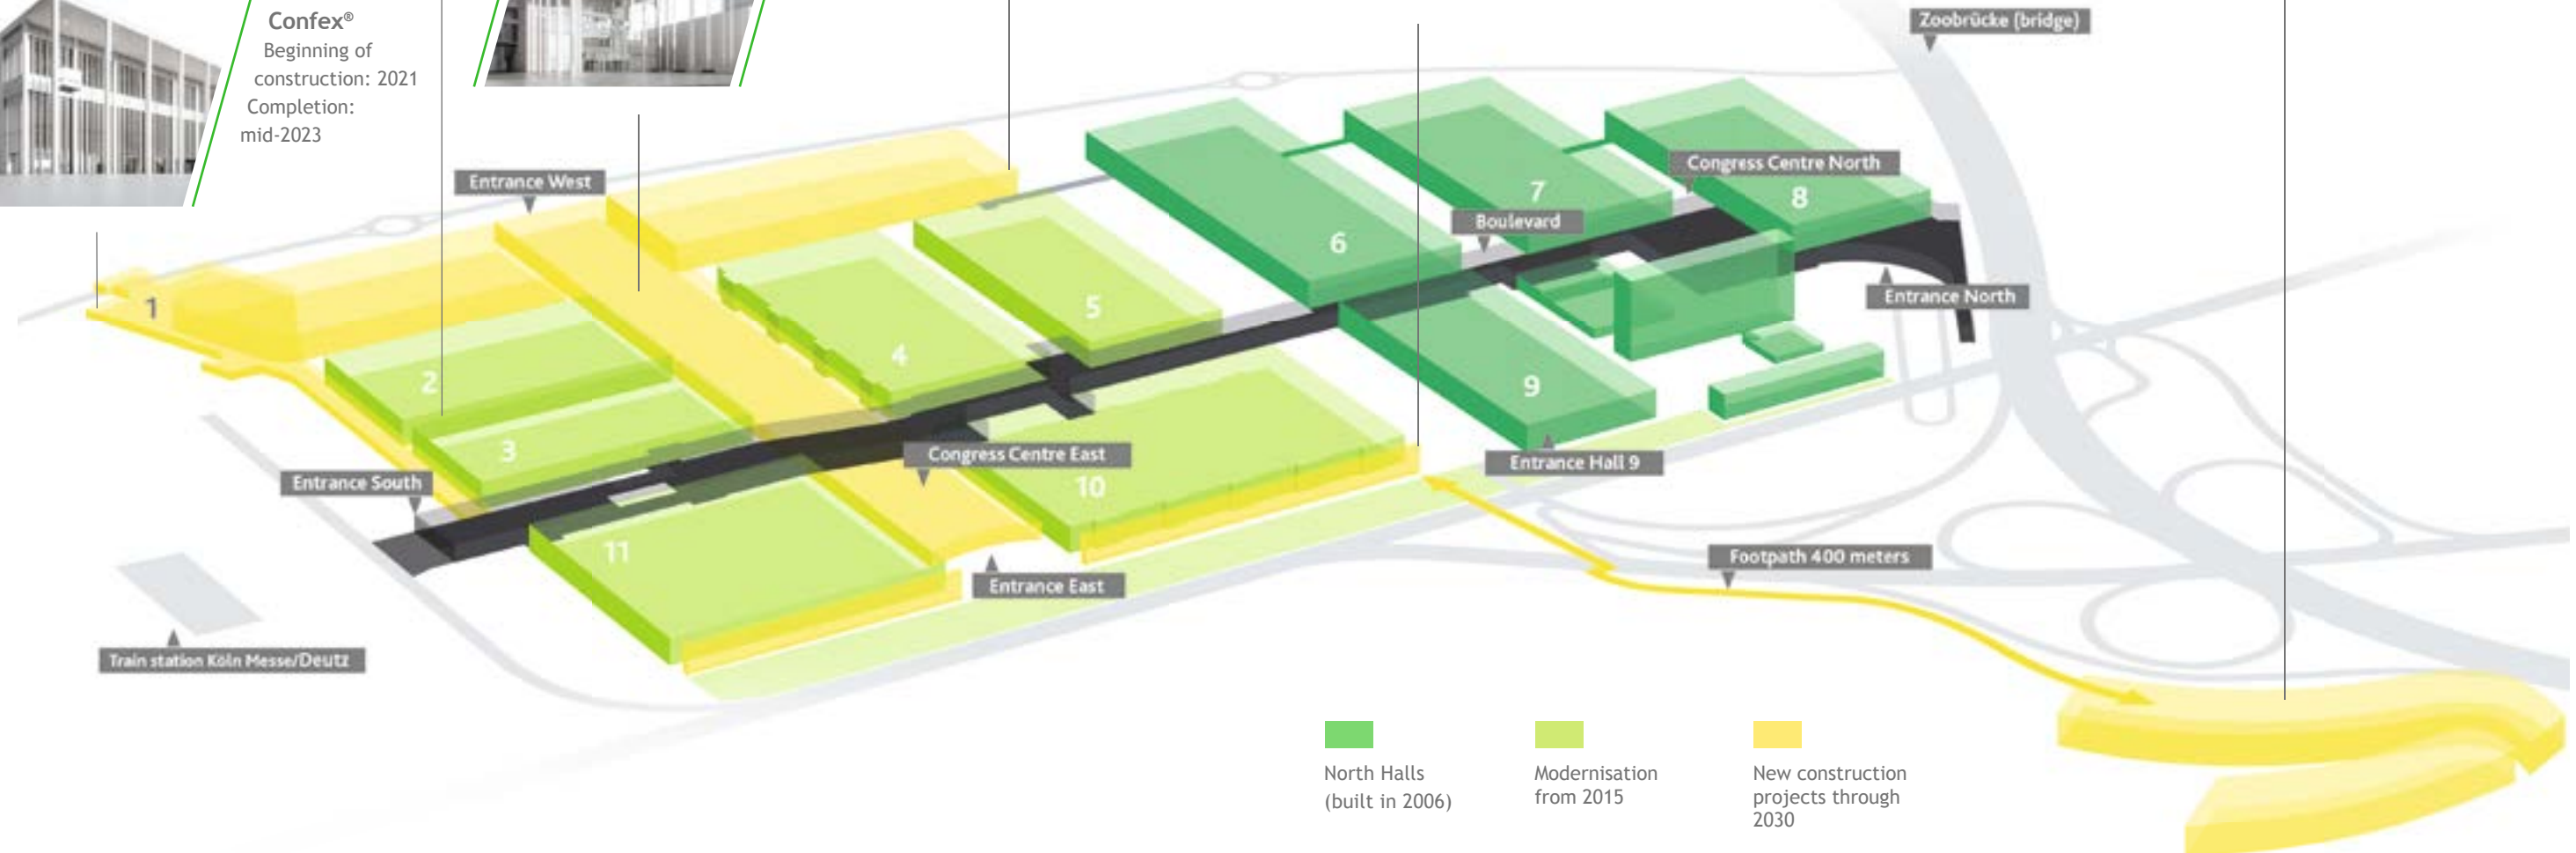 Confex®
Beginning of
construction: 2021
Completion:
mid-2023
Zoobrücke (bridge)
Entrance West
Congress Centre North
7
8
Boulevard
6
Entrance North
1
5
4
2
9
3
Congress Centre East
Entrance Hall 9
Entrance South
10
11
Footpath 400 meters
Entrance East
Train station Köln Messe/Deutz
North Halls
(built in 2006)
Modernisation
from 2015
New construction
projects through
2030